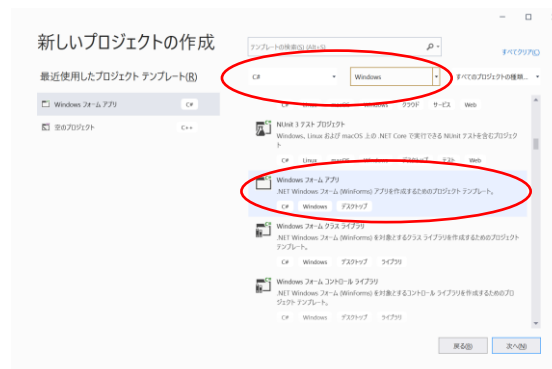 新しいプロジェクトの作成
テンプレートの検索(S) (Alt+S)
すべてクリア(C)
最近使用したプロジェクト テンプレート(R)
C#
Windows
すべてのプロジェクトの種類...
Windows フォーム アプリ C#
空のプロジェクト C++
C# Linux macOS Windows クラウド サービス Web
NUnit 3 テスト プロジェクト
Windows、Linux および macOS 上の .NET Core で実行できる NUnit テストを含むプロジェクト
C# Linux macOS Windows デスクトップ テスト Web
Windows フォーム アプリ
.NET Windows フォーム (WinForms) アプリを作成するためのプロジェクト テンプレート。
C# Windows デスクトップ
Windows フォーム クラス ライブラリ
.NET Windows フォーム (WinForms) を対象とするクラス ライブラリを作成するためのプロジェクト
テンプレート。
C# Windows デスクトップ ライブラリ
Windows フォーム コントロール ライブラリ
.NET Windows フォーム (WinForms) を対象とするコントロール ライブラリを作成するためのプロ
ジェクト テンプレート。
C# Windows デスクトップ ライブラリ
戻る(B)
次へ(N)